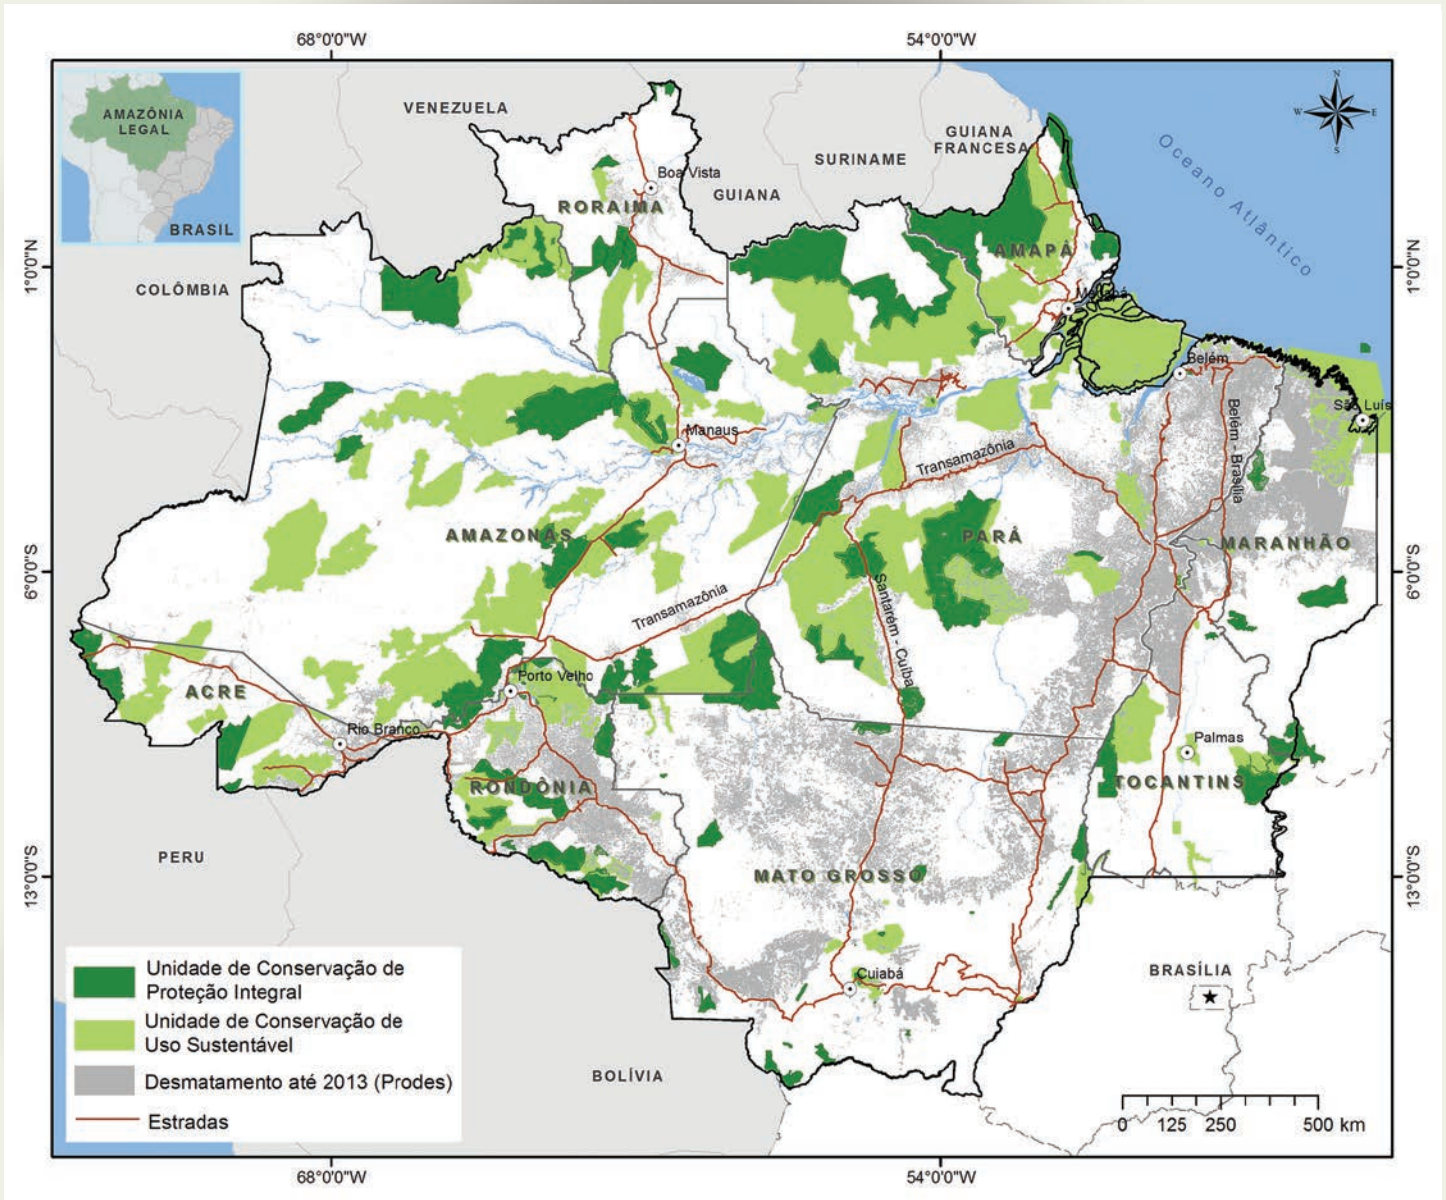 68°0'0"W
54°0'0"W
AMAZÔNIA
LEGAL
BRASIL
VENEZUELA
SURINAME
GUIANA
FRANCESA
GUIANA
Oceano Atlântico
N
W
E
S
COLÔMBIA
1°0'0"N
1°0'0"N
Boa Vista
RORAIMA
AMAPÁ
Macapá
Belém
São Luís
Belém - Brasília
Manaus
Transamazônia
AMAZONAS
PARÁ
MARANHÃO
6°0'0"S
6°0'0"S
Transamazônia
Santarém - Cuiba
ACRE
Porto Velho
Rio Branco
Palmas
TOCANTINS
RONDÔNIA
PERU
MATO GROSSO
13°0'0"S
13°0'0"S
Cuiabá
BRASÍLIA
BOLÍVIA
Unidade de Conservação de
Proteção Integral
Unidade de Conservação de
Uso Sustentável
Desmatamento até 2013 (Prodes)
Estradas
0 125 250 500 km
68°0'0"W
54°0'0"W